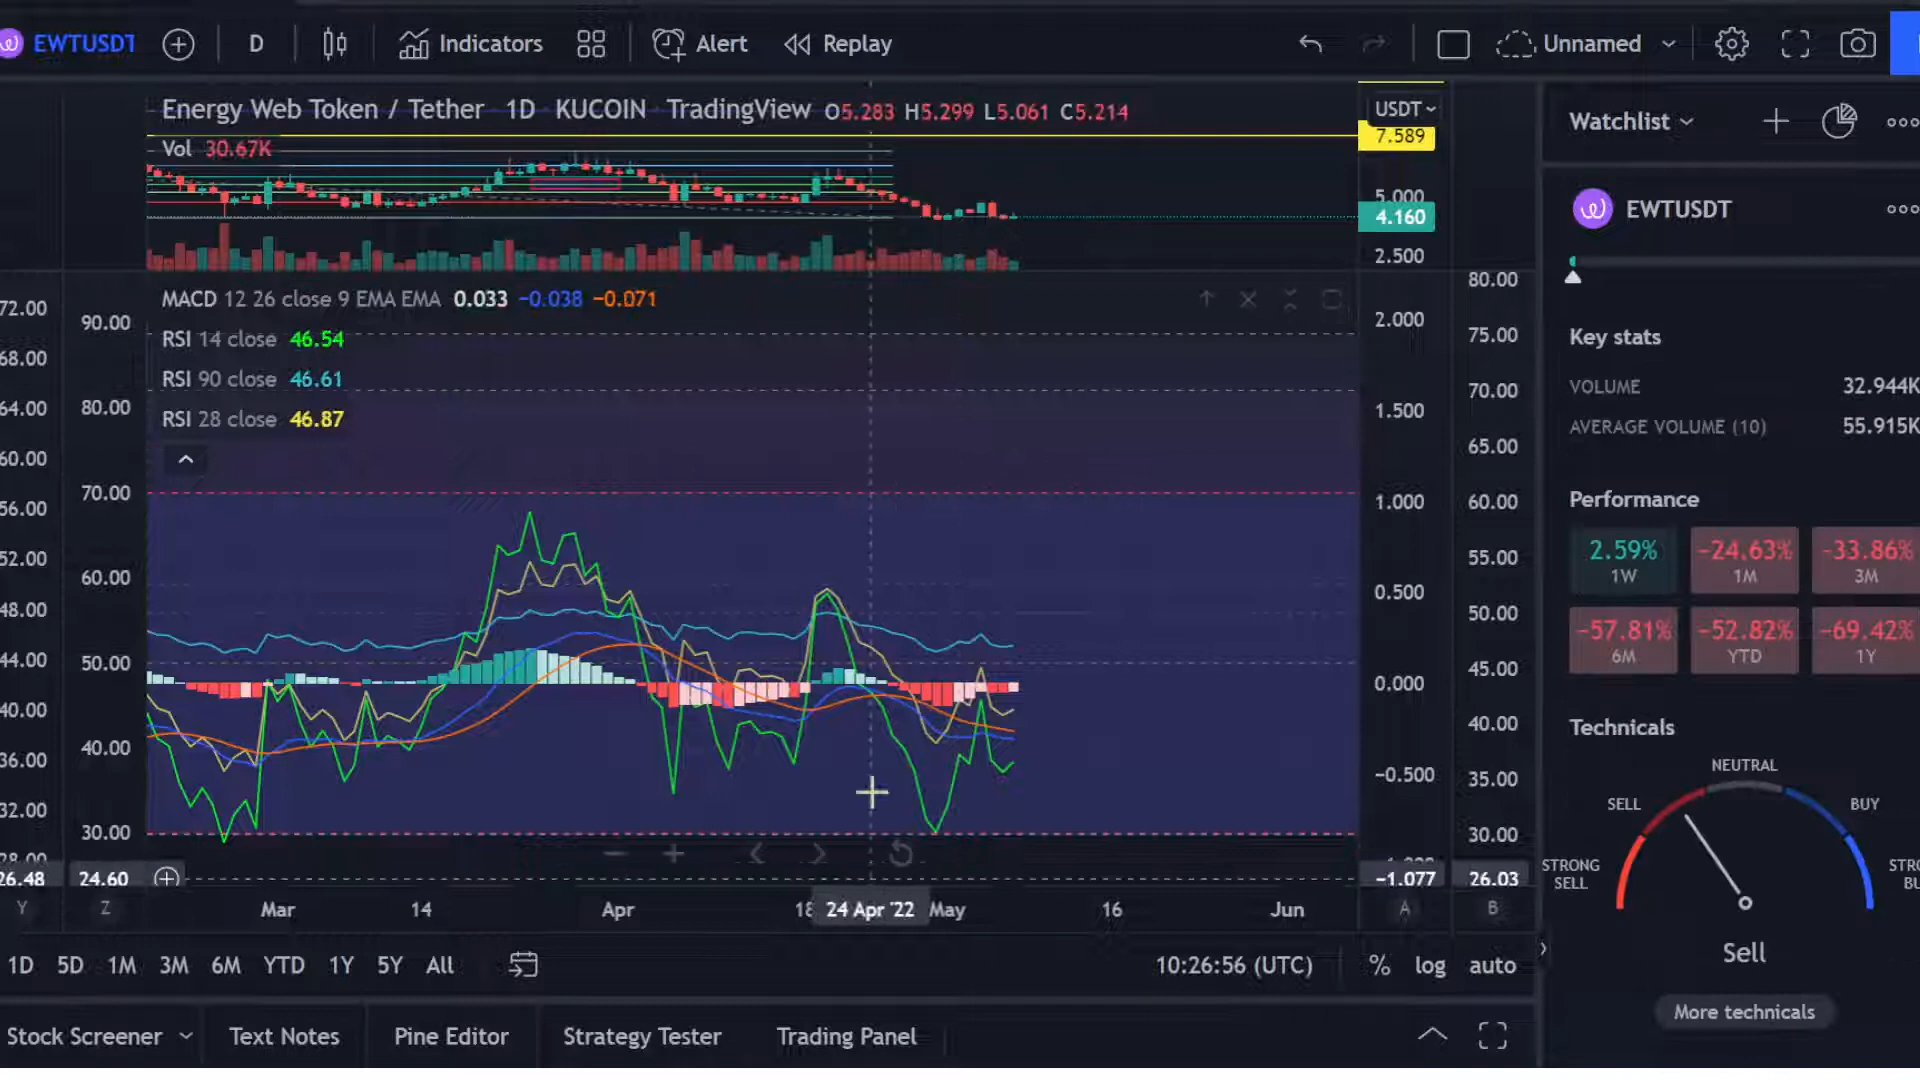 EWTUSDT D Indicators Alert Replay Unnamed
Energy Web Token / Tether 1D KUCOIN TradingView O5.283 H5.299 L5.061 C5.214
Vol 30.67K
USDT
7.589
5.000
4.160
2.500
MACD 12 26 close 9 EMA EMA 0.033 −0.038 −0.071
RSI 14 close 46.54
RSI 90 close 46.61
RSI 28 close 46.87
72.00
68.00
64.00
60.00
56.00
52.00
48.00
44.00
40.00
36.00
32.00
28.00
26.48
Y
90.00
80.00
70.00
60.00
50.00
40.00
30.00
24.60
Z
2.000
1.500
1.000
0.500
0.000
−0.500
−1.077
A
80.00
75.00
70.00
65.00
60.00
55.00
50.00
45.00
40.00
35.00
30.00
26.03
B
Mar 14 Apr 18 24 Apr '22 May 16 Jun
1D 5D 1M 3M 6M YTD 1Y 5Y All 10:26:56 (UTC) % log auto
Stock Screener Text Notes Pine Editor Strategy Tester Trading Panel
Watchlist
EWTUSDT
Key stats
VOLUME 32.944K
AVERAGE VOLUME (10) 55.915K
Performance
2.59% −24.63% −33.86%
1W 1M 3M
−57.81% −52.82% −69.42%
6M YTD 1Y
Technicals
NEUTRAL
SELL BUY
STRONG STRO
SELL BU
Sell
More technicals